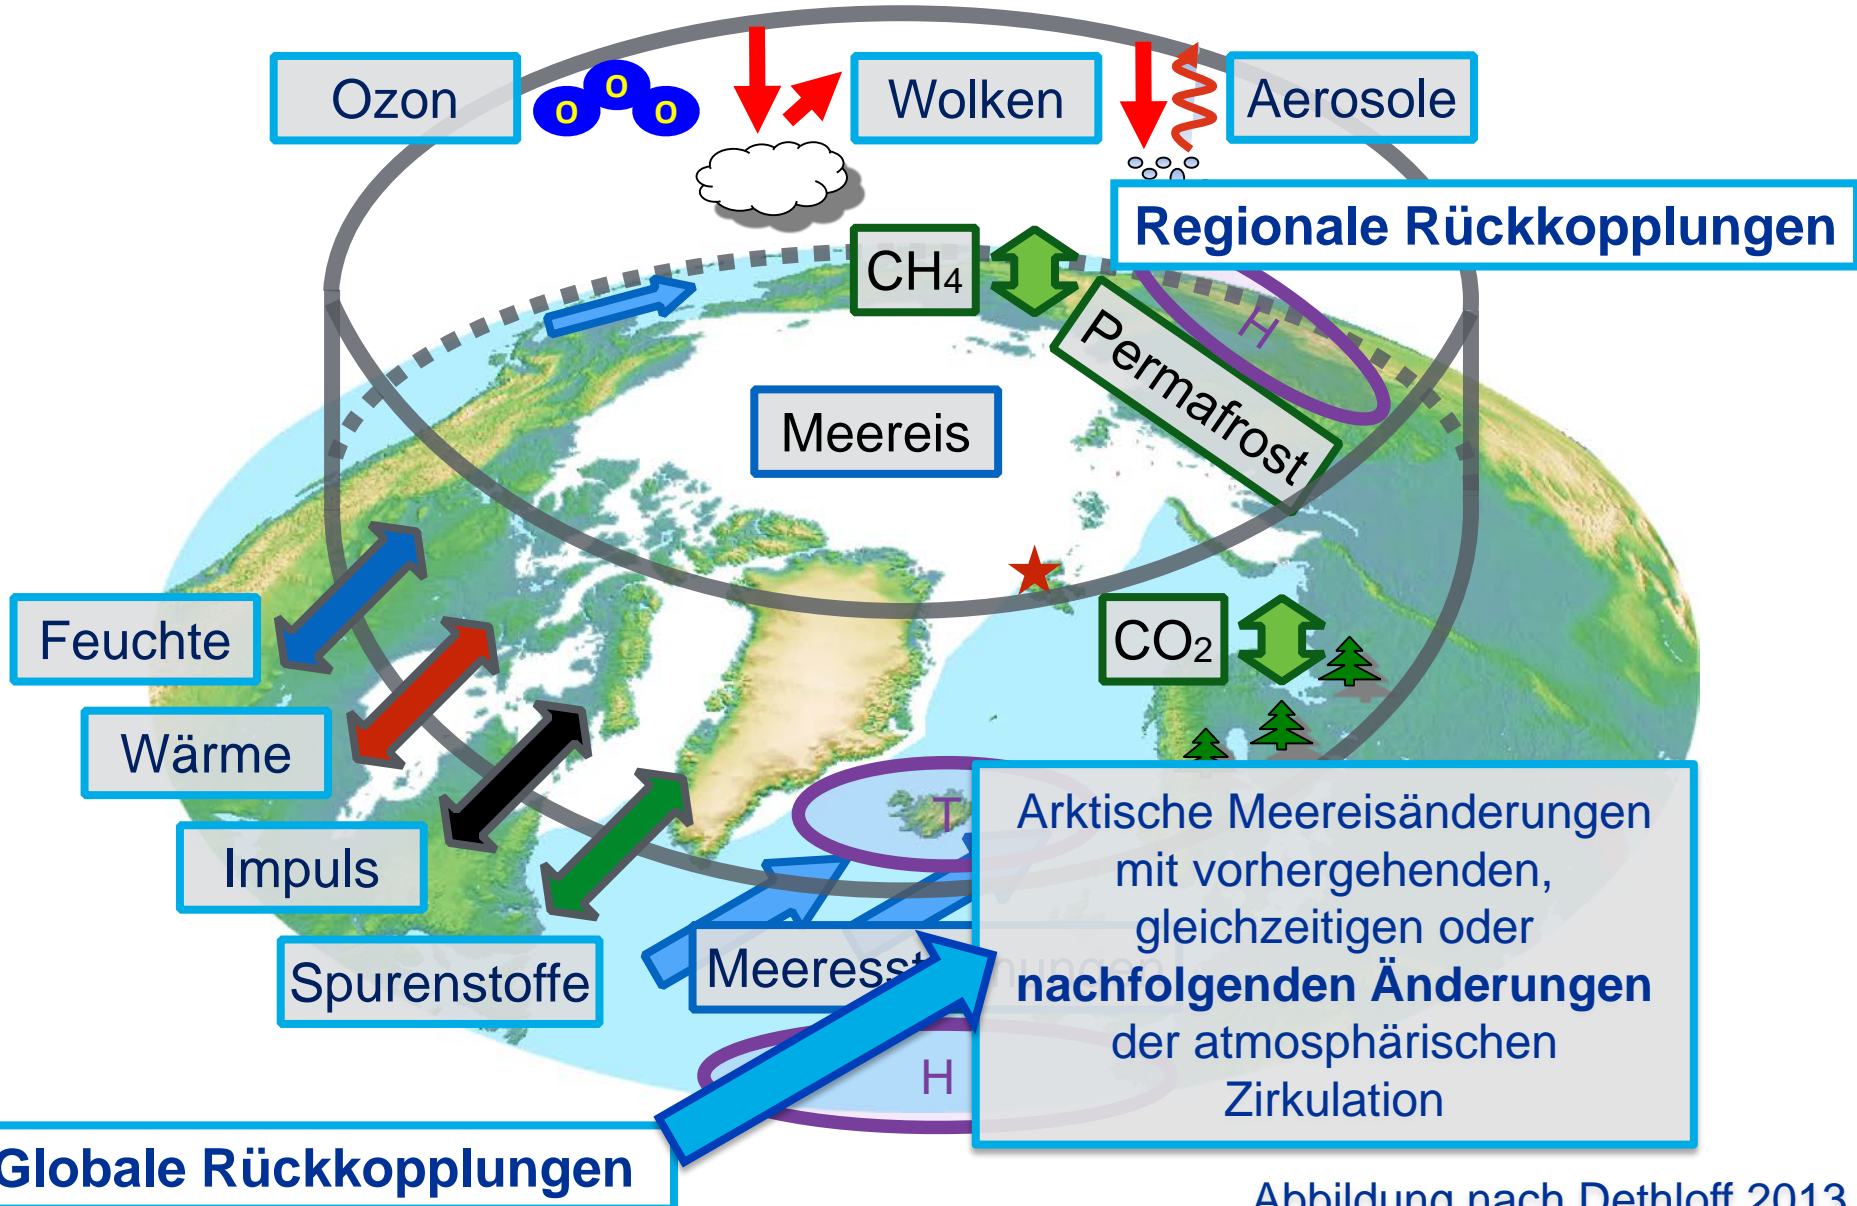 Ozon
O O O
Wolken
Aerosole
Regionale Rückkopplungen
CH4
H
Permafrost
Meereis
Feuchte
CO2
Wärme
T
Impuls
Arktische Meereisänderungen
mit vorhergehenden,
gleichzeitigen oder
nachfolgenden Änderungen
der atmosphärischen
Zirkulation
Spurenstoffe
Meeresströmungen
H
Globale Rückkopplungen
Abbildung nach Dethloff 2013